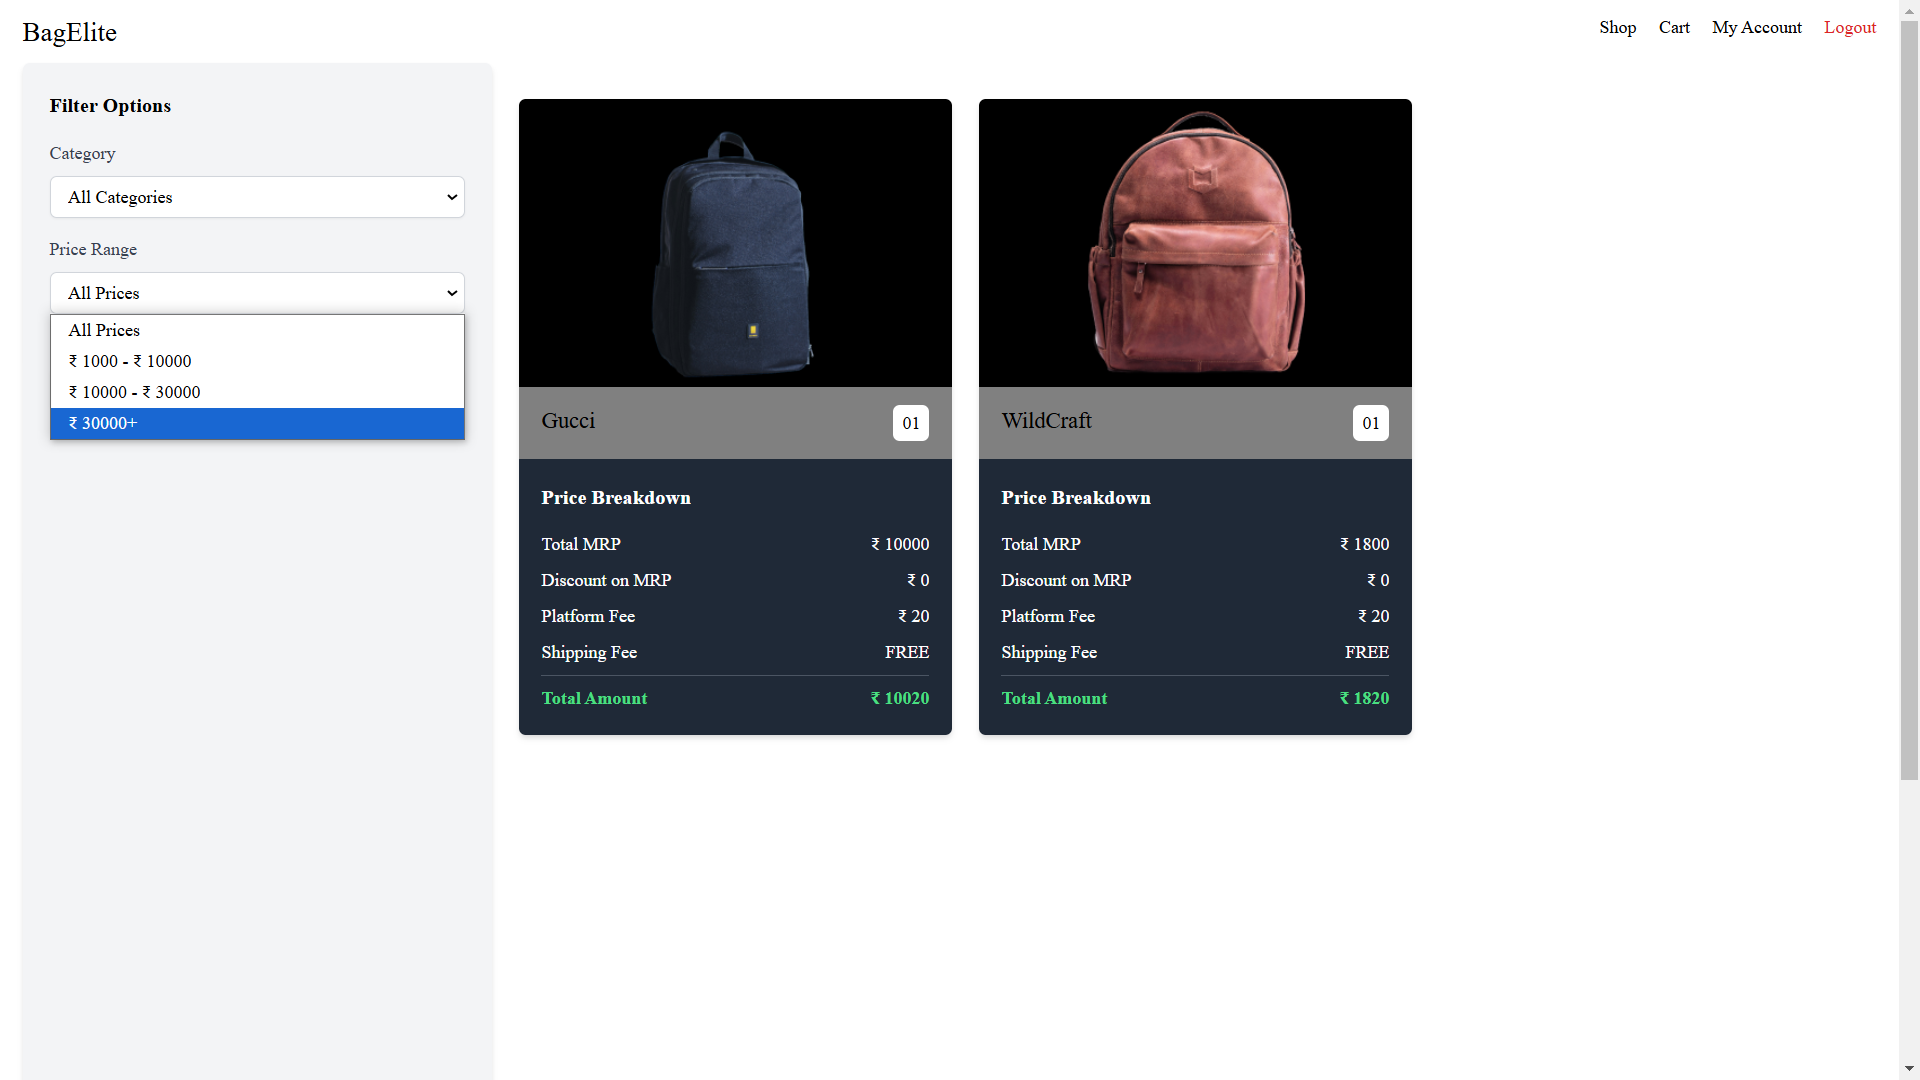 BagElite
Shop
Cart
My Account
Logout
Filter Options
Category
All Categories
Price Range
All Prices
All Prices
₹ 1000 - ₹ 10000
₹ 10000 - ₹ 30000
₹ 30000+
Gucci
01
Price Breakdown
Total MRP ₹ 10000
Discount on MRP ₹ 0
Platform Fee ₹ 20
Shipping Fee FREE
Total Amount ₹ 10020
WildCraft
01
Price Breakdown
Total MRP ₹ 1800
Discount on MRP ₹ 0
Platform Fee ₹ 20
Shipping Fee FREE
Total Amount ₹ 1820